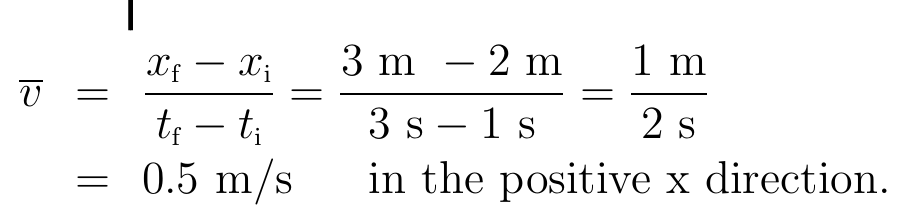 v̅ = (x_f − x_i)/(t_f − t_i) = (3 m − 2 m)/(3 s − 1 s) = 1 m/2 s
= 0.5 m/s in the positive x direction.